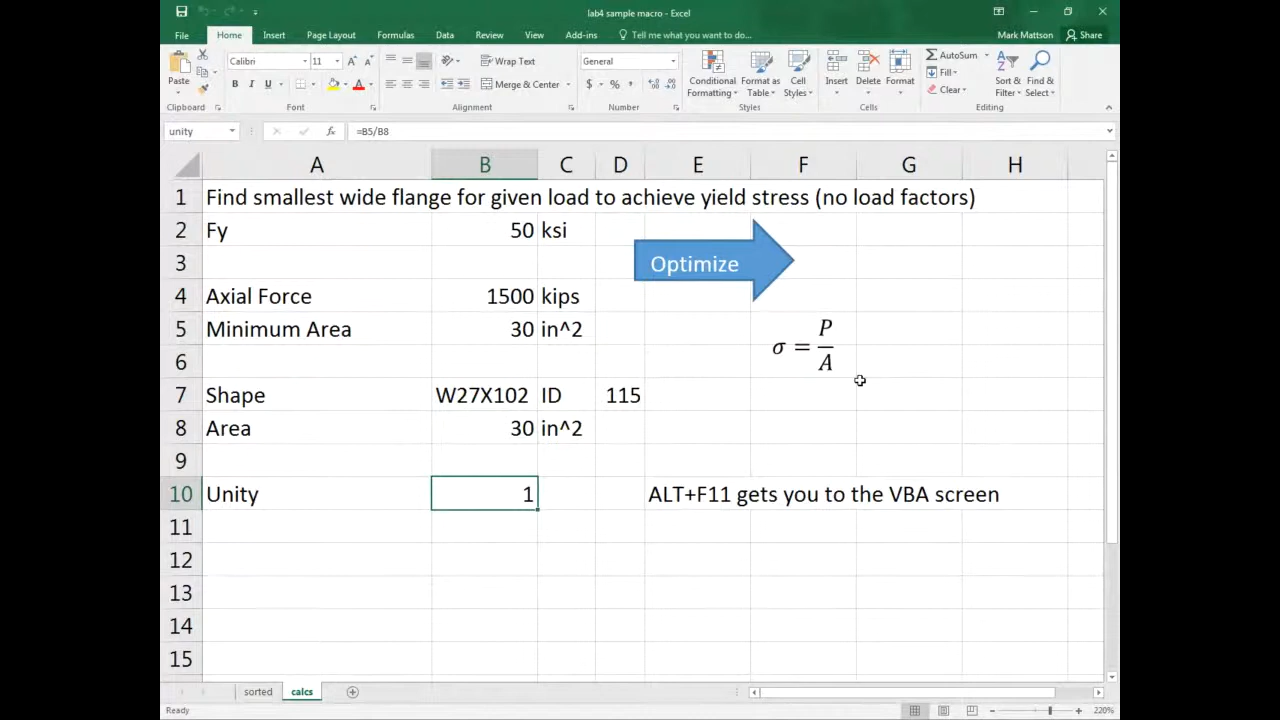 lab4 sample macro - Excel
File Home Insert Page Layout Formulas Data Review View Add-ins Tell me what you want to do... Mark Mattson Share
Calibri 11 Wrap Text General AutoSum
Paste Conditional Formatting Format as Table Cell Styles Insert Delete Format Fill Sort & Filter Find & Select
B I U Merge & Center $ % , Clear
Clipboard Font Alignment Number Styles Cells Editing
unity fx =B5/B8
A B C D E F G H
1 Find smallest wide flange for given load to achieve yield stress (no load factors)
2 Fy 50 ksi
3 Optimize
4 Axial Force 1500 kips
5 Minimum Area 30 in^2
σ = P/A
6
7 Shape W27X102 ID 115
8 Area 30 in^2
9
10 Unity 1 ALT+F11 gets you to the VBA screen
11
12
13
14
15
sorted calcs
Ready 220%